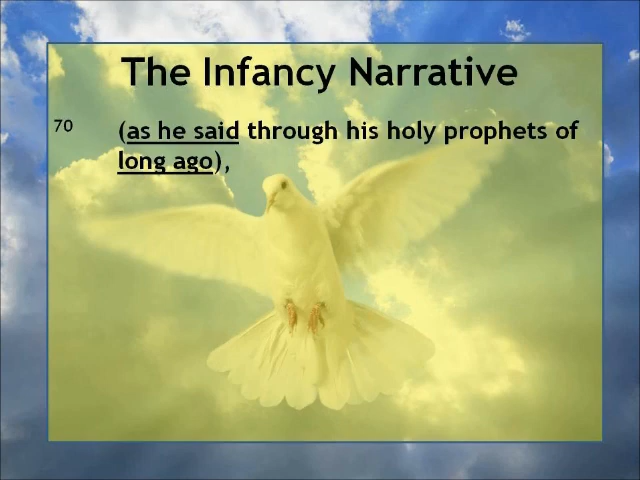 The Infancy Narrative
70 (as he said through his holy prophets of
long ago),